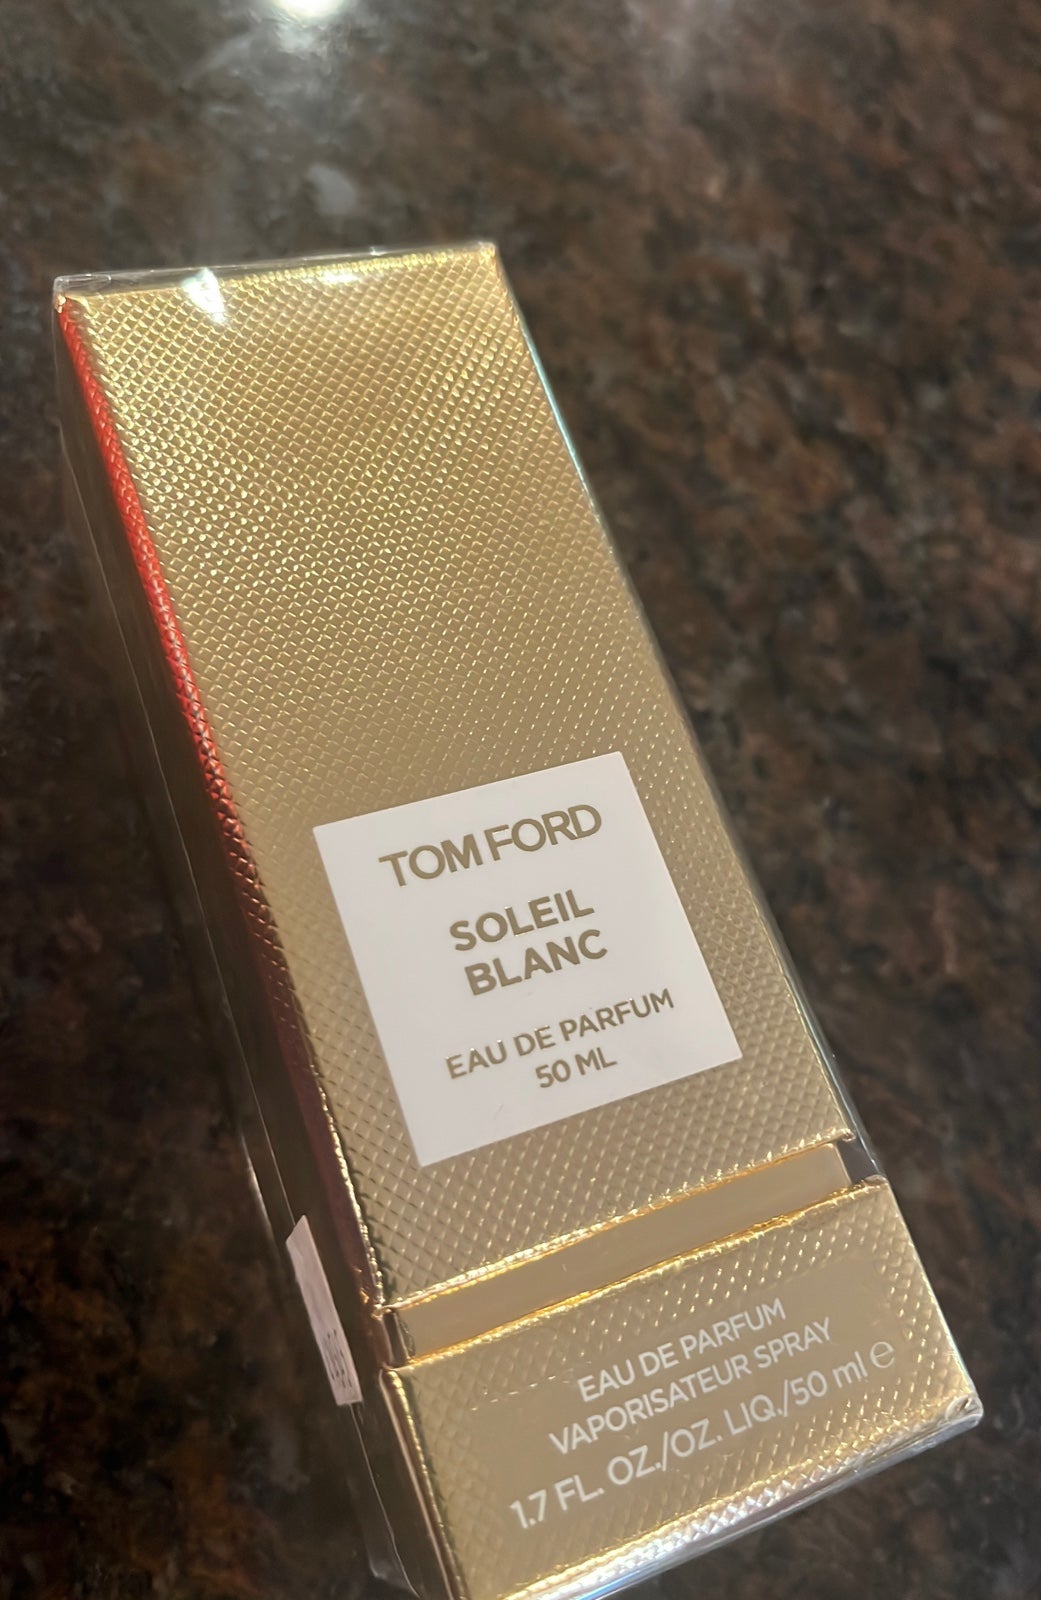 TOM FORD
SOLEIL
BLANC
EAU DE PARFUM
50 ML
EAU DE PARFUM
VAPORISATEUR SPRAY
1.7 FL. OZ./OZ. LIQ./50 ml e